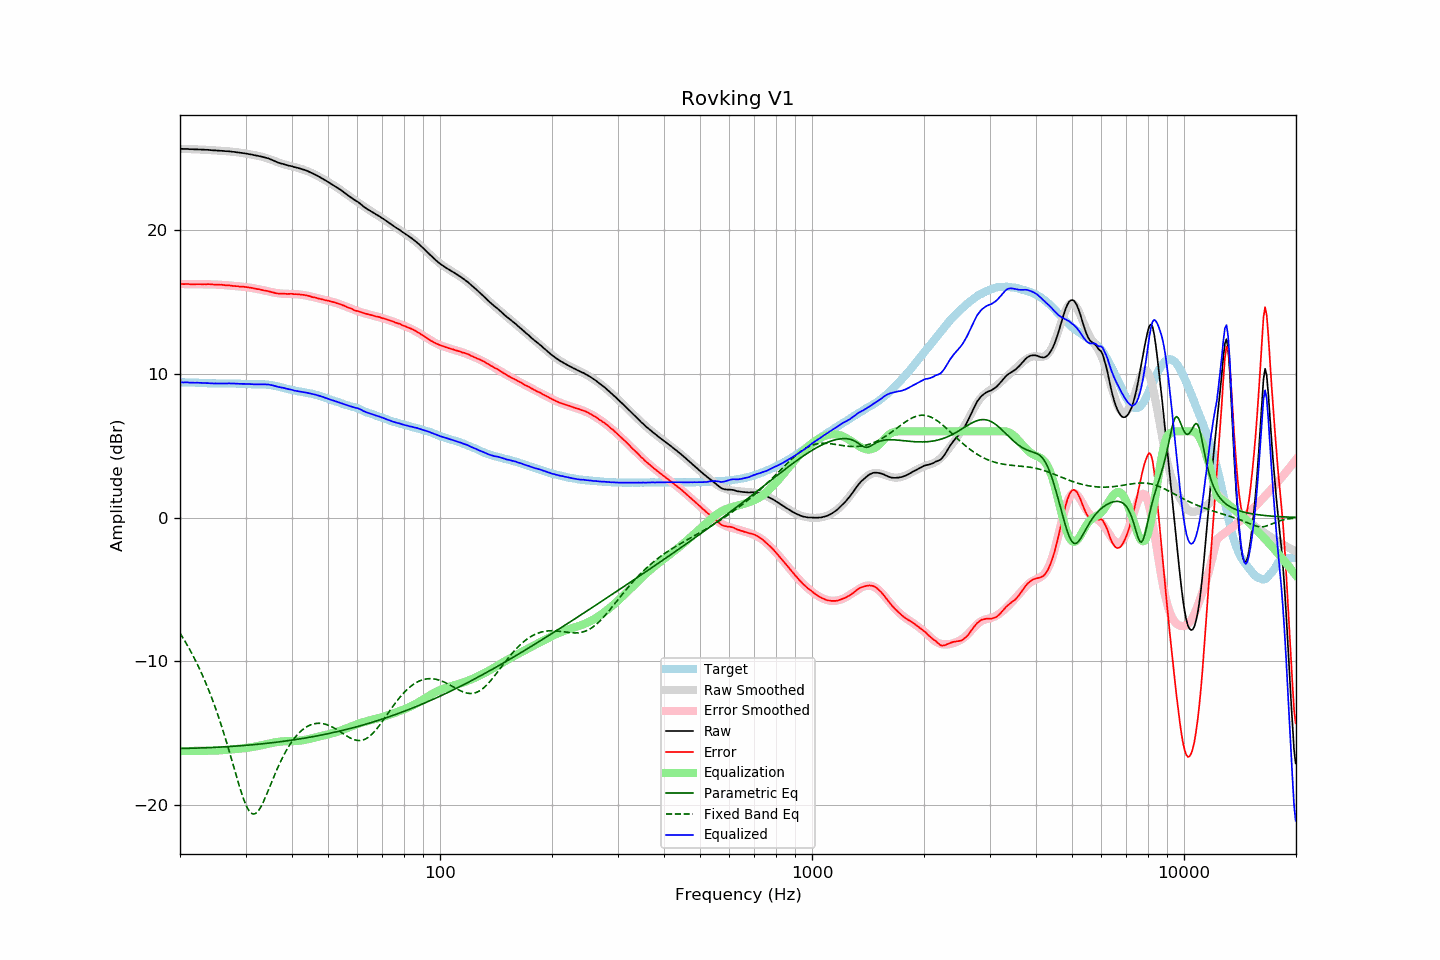 Rovking V1
Amplitude (dBr)
20
10
0
−10
−20
100
1000
10000
Frequency (Hz)
Target
Raw Smoothed
Error Smoothed
Raw
Error
Equalization
Parametric Eq
Fixed Band Eq
Equalized